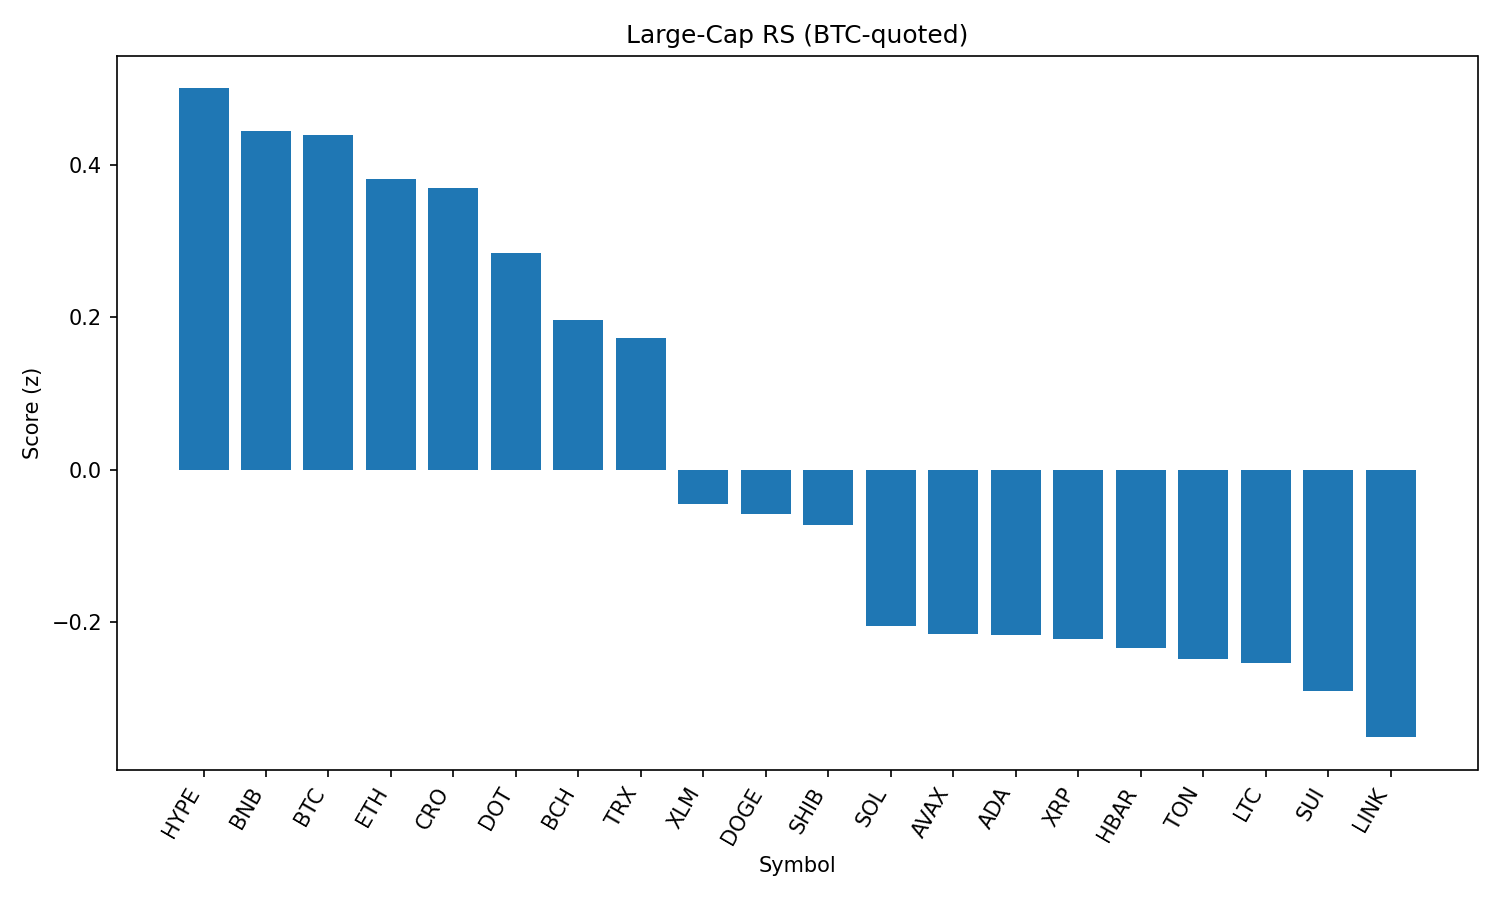 Large-Cap RS (BTC-quoted)
Score (z)
0.4
0.2
0.0
−0.2
HYPE
BNB
BTC
ETH
CRO
DOT
BCH
TRX
XLM
DOGE
SHIB
SOL
AVAX
ADA
XRP
HBAR
TON
LTC
SUI
LINK
Symbol